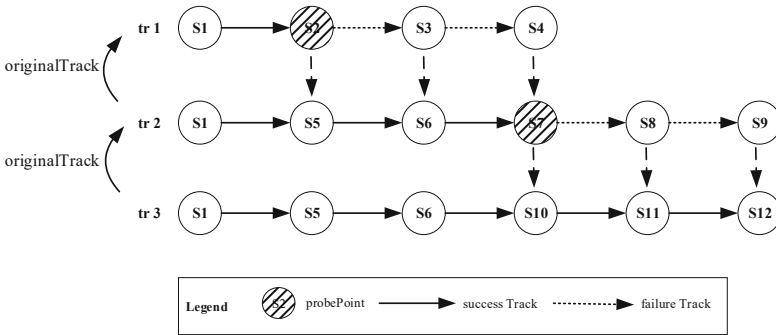 tr 1 S1 S2 S3 S4
originalTrack
tr 2 S1 S5 S6 S7 S8 S9
originalTrack
tr 3 S1 S5 S6 S10 S11 S12
Legend S2 probePoint success Track failure Track